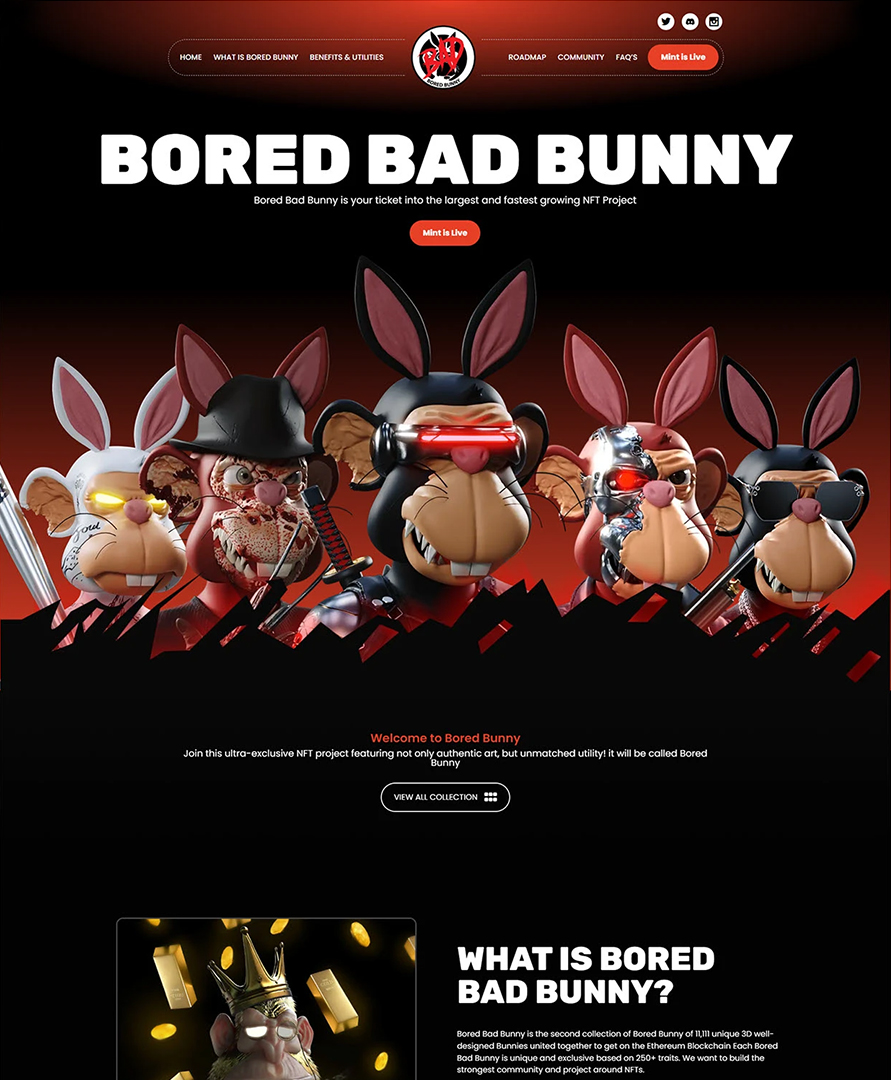 HOME WHAT IS BORED BUNNY BENEFITS & UTILITIES BAD BORED BUNNY ROADMAP COMMUNITY FAQ'S Mint is Live
BORED BAD BUNNY
Bored Bad Bunny is your ticket into the largest and fastest growing NFT Project
Mint is Live
Welcome to Bored Bunny
Join this ultra-exclusive NFT project featuring not only authentic art, but unmatched utility! it will be called Bored
Bunny
VIEW ALL COLLECTION
WHAT IS BORED
BAD BUNNY?
Bored Bad Bunny is the second collection of Bored Bunny of 11,111 unique 3D well-
designed Bunnies united together to get on the Ethereum Blockchain Each Bored
Bad Bunny is unique and exclusive based on 250+ traits. We want to build the
strongest community and project around NFTs.